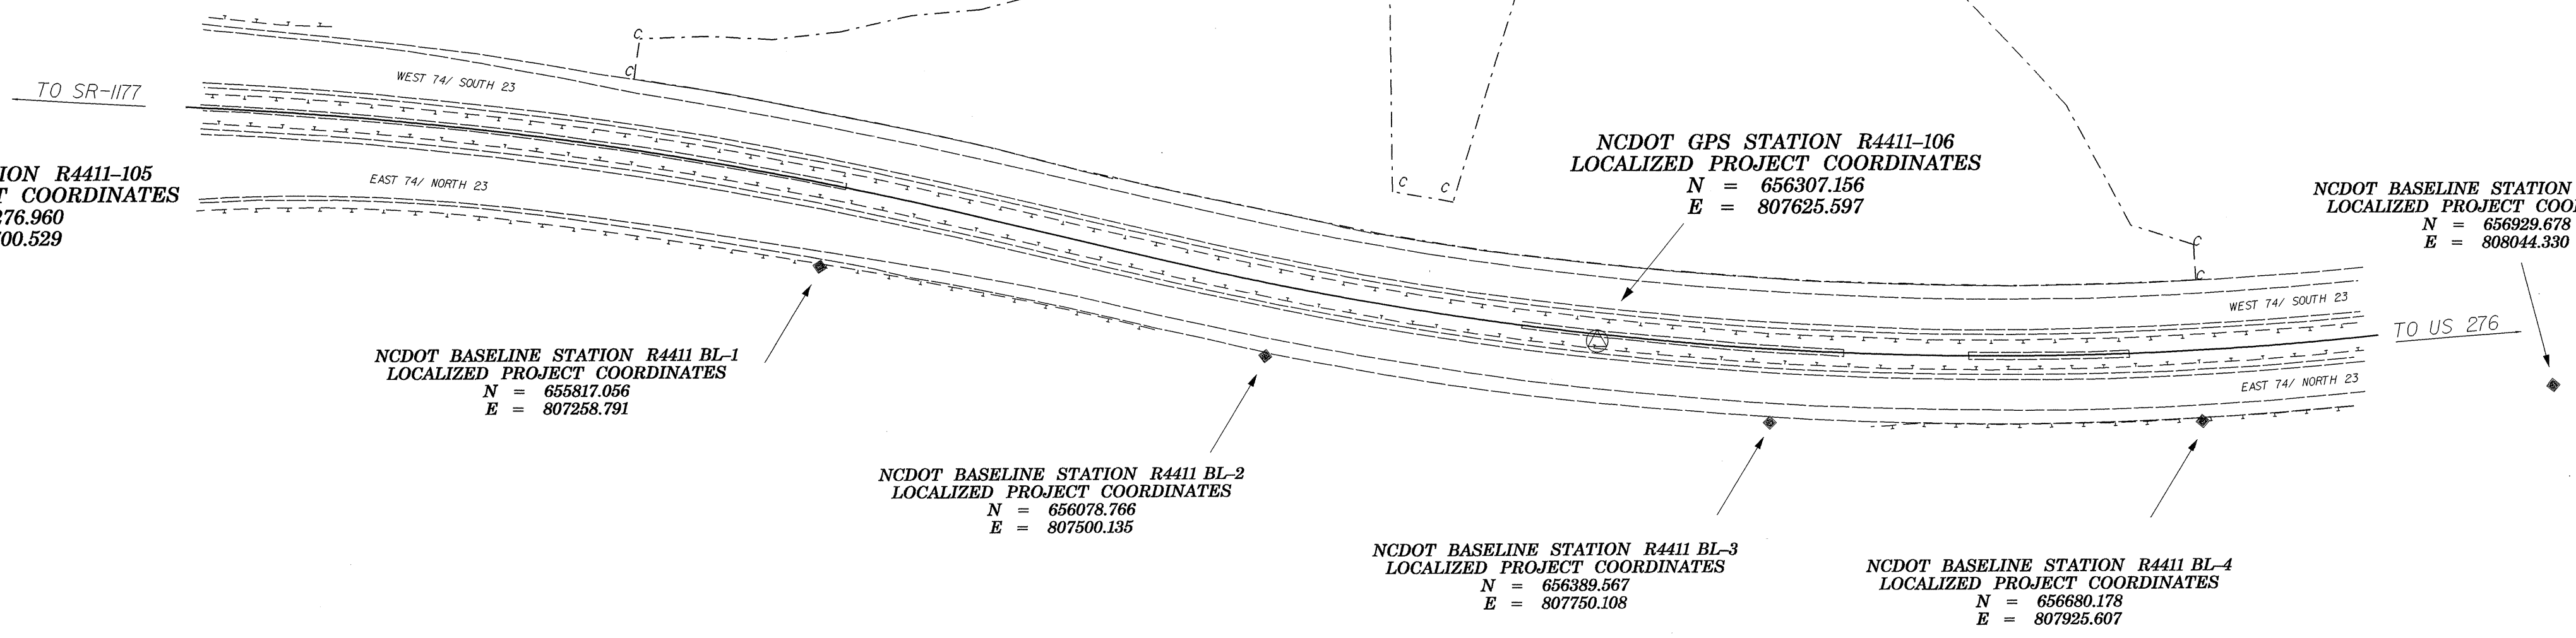 TO SR-1177
WEST 74/ SOUTH 23
EAST 74/ NORTH 23
R4411-105
COORDINATES
276.960
00.529
C
C
NCDOT BASELINE STATION R4411 BL-1
LOCALIZED PROJECT COORDINATES
N = 655817.056
E = 807258.791
NCDOT BASELINE STATION R4411 BL-2
LOCALIZED PROJECT COORDINATES
N = 656078.766
E = 807500.135
C
C
NCDOT GPS STATION R4411-106
LOCALIZED PROJECT COORDINATES
N = 656307.156
E = 807625.597
NCDOT BASELINE STATION R4411 BL-3
LOCALIZED PROJECT COORDINATES
N = 656389.567
E = 807750.108
NCDOT BASELINE STATION R4411 BL-4
LOCALIZED PROJECT COORDINATES
N = 656680.178
E = 807925.607
C
C
WEST 74/ SOUTH 23
TO US 276
EAST 74/ NORTH 23
NCDOT BASELINE STATION
LOCALIZED PROJECT
N = 656929.678
E = 808044.330